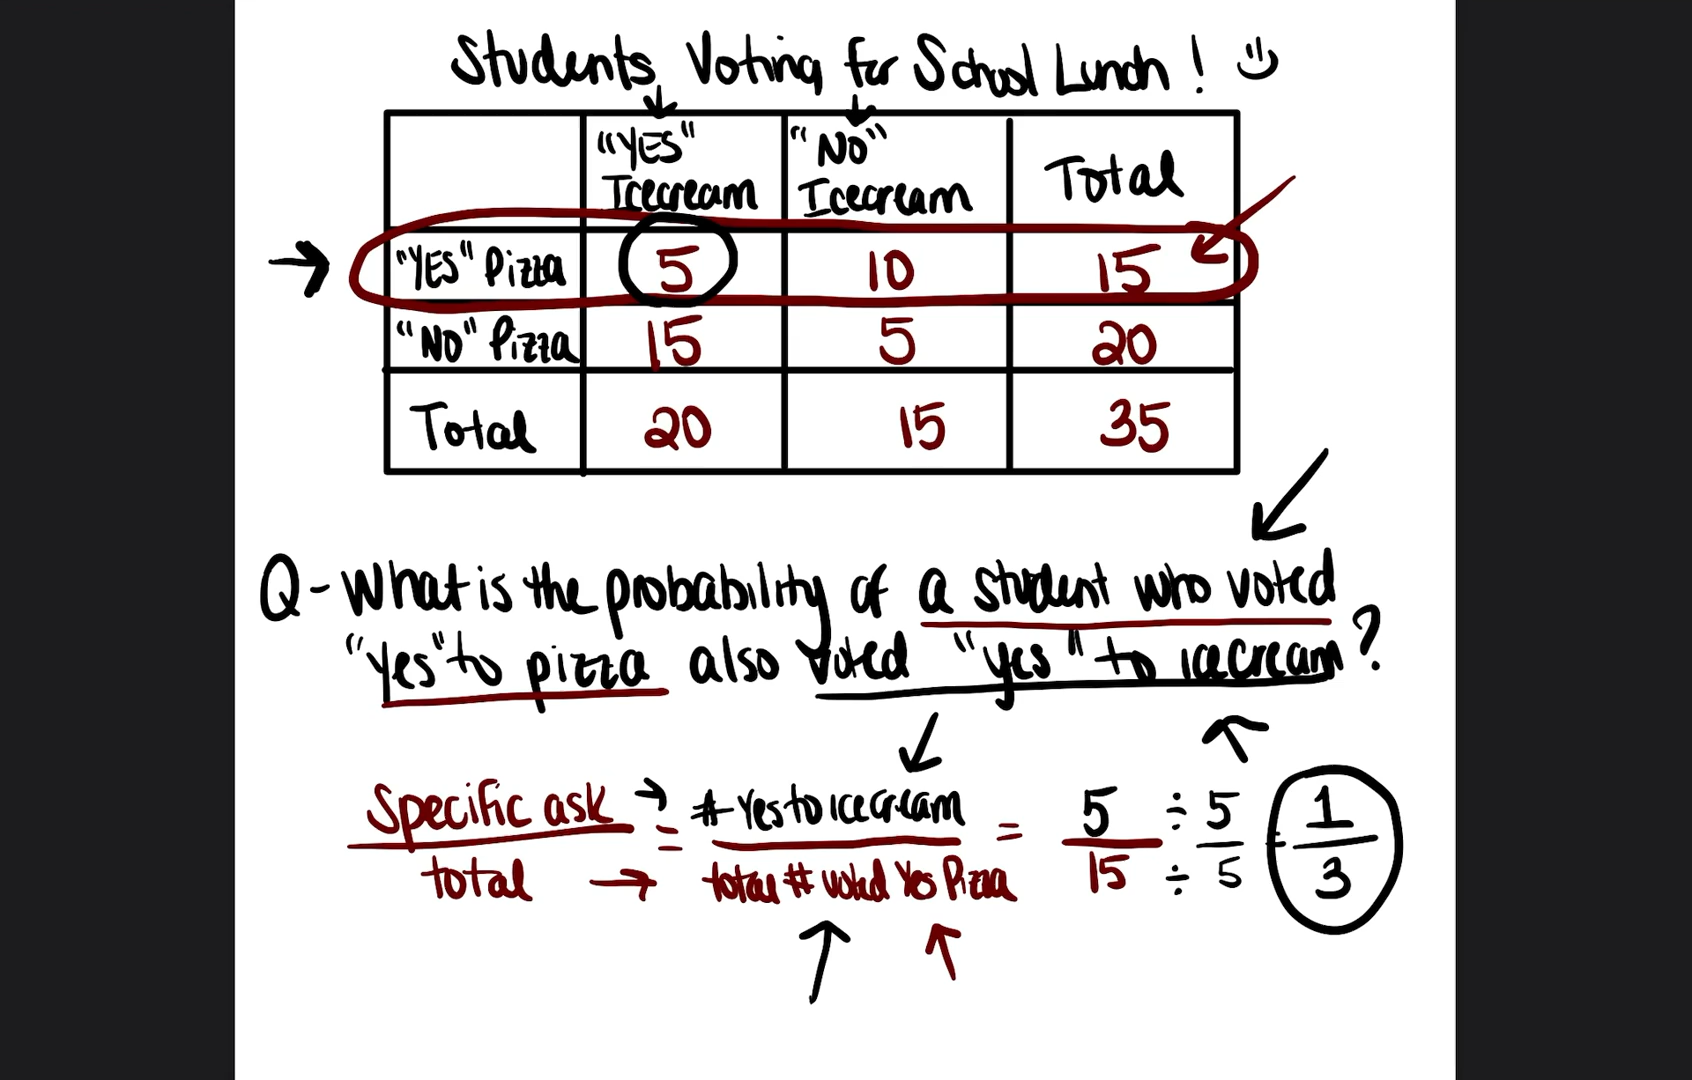 Students Voting for School Lunch !
"YES" Icecream "NO" Icecream Total
"YES" Pizza 5 10 15
"NO" Pizza 15 5 20
Total 20 15 35
Q - What is the probability of a student who voted
"yes" to pizza also voted "yes" to icecream ?
Specific ask → # Yes to icecream = 5 ÷ 5 = 1
total → total # voted Yes Pizza 15 ÷ 5 3